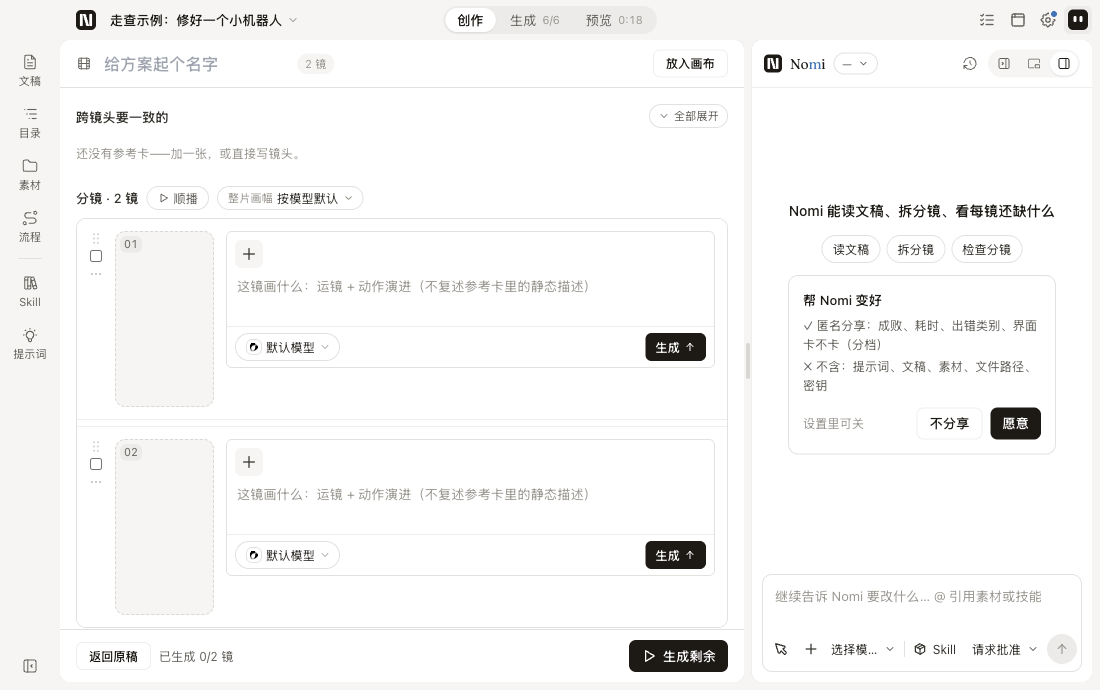 走查示例：修好一个小机器人
创作
生成 6/6
预览 0:18
文稿
目录
素材
流程
Skill
提示词
给方案起个名字
2 镜
放入画布
跨镜头要一致的
全部展开
还没有参考卡——加一张，或直接写镜头。
分镜 · 2 镜
顺播
整片画幅 按模型默认
01
这镜画什么：运镜 + 动作演进（不复述参考卡里的静态描述）
默认模型
生成
02
这镜画什么：运镜 + 动作演进（不复述参考卡里的静态描述）
默认模型
生成
返回原稿
已生成 0/2 镜
生成剩余
Nomi
—
Nomi 能读文稿、拆分镜、看每镜还缺什么
读文稿
拆分镜
检查分镜
帮 Nomi 变好
✓ 匿名分享：成败、耗时、出错类别、界面
卡不卡（分档）
✕ 不含：提示词、文稿、素材、文件路径、
密钥
设置里可关
不分享
愿意
继续告诉 Nomi 要改什么... @ 引用素材或技能
选择模...
Skill
请求批准